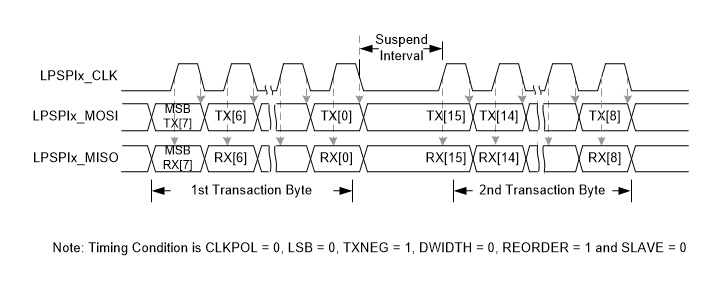 Suspend
Interval
LPSPIx_CLK
LPSPIx_MOSI
MSB
TX[7]
TX[6]
TX[0]
TX[15]
TX[14]
TX[8]
LPSPIx_MISO
MSB
RX[7]
RX[6]
RX[0]
RX[15]
RX[14]
RX[8]
1st Transaction Byte
2nd Transaction Byte
Note: Timing Condition is CLKPOL = 0, LSB = 0, TXNEG = 1, DWIDTH = 0, REORDER = 1 and SLAVE = 0